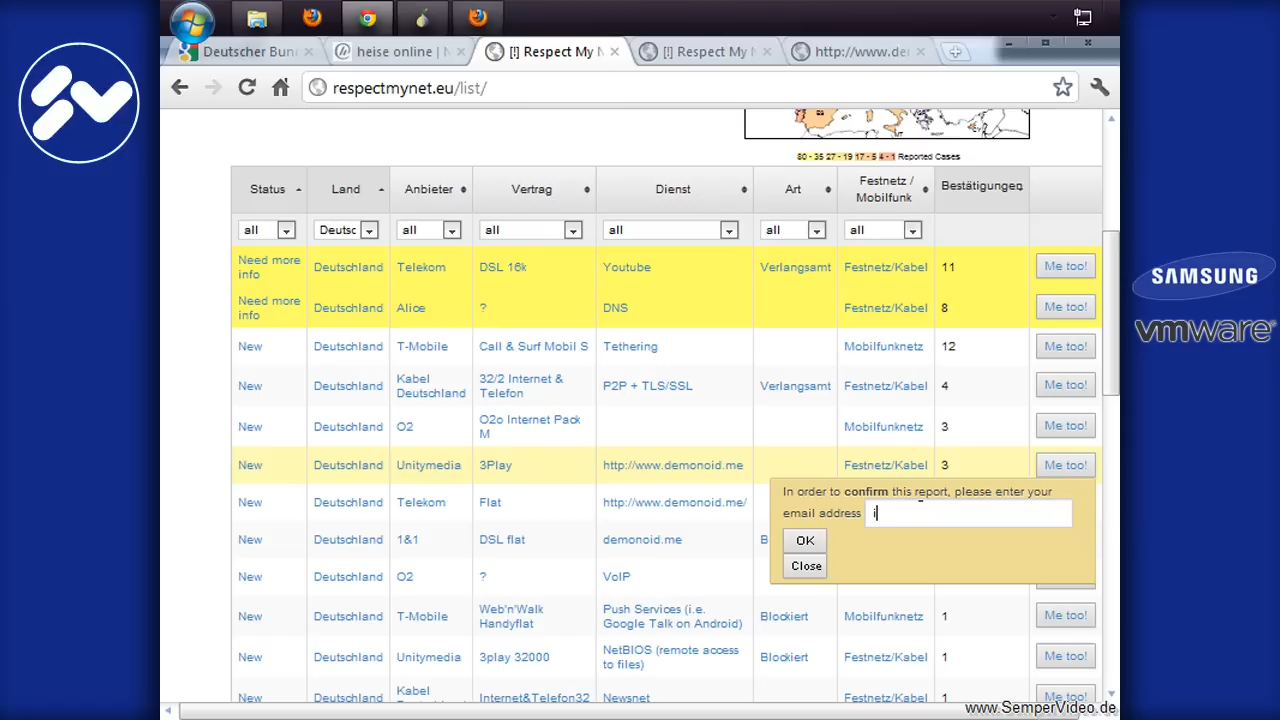 Deutscher Bun
heise online | N
[!] Respect My N
[!] Respect My N
http://www.de
respectmynet.eu/list/
80 - 35 27 - 19 17 - 5 4 - 1 Reported Cases
Status Land Anbieter Vertrag Dienst Art Festnetz / Mobilfunk Bestätigungen
all Deutsc all all all all all
Need more info Deutschland Telekom DSL 16k Youtube Verlangsamt Festnetz/Kabel 11 Me too!
Need more info Deutschland Alice ? DNS Festnetz/Kabel 8 Me too!
New Deutschland T-Mobile Call & Surf Mobil S Tethering Mobilfunknetz 12 Me too!
New Deutschland Kabel Deutschland 32/2 Internet & Telefon P2P + TLS/SSL Verlangsamt Festnetz/Kabel 4 Me too!
New Deutschland O2 O2o Internet Pack M Mobilfunknetz 3 Me too!
New Deutschland Unitymedia 3Play http://www.demonoid.me Festnetz/Kabel 3 Me too!
In order to confirm this report, please enter your
email address i
OK
Close
New Deutschland Telekom Flat http://www.demonoid.me/
New Deutschland 1&1 DSL flat demonoid.me B
New Deutschland O2 ? VoIP
New Deutschland T-Mobile Web'n'Walk Handyflat Push Services (i.e. Google Talk on Android) Blockiert Mobilfunknetz 1 Me too!
New Deutschland Unitymedia 3play 32000 NetBIOS (remote access to files) Blockiert Festnetz/Kabel 1 Me too!
New Deutschland Kabel Internet&Telefon32 Newsnet Festnetz/Kabel 1 Me too!
www.SemperVideo.de
SAMSUNG
vmware